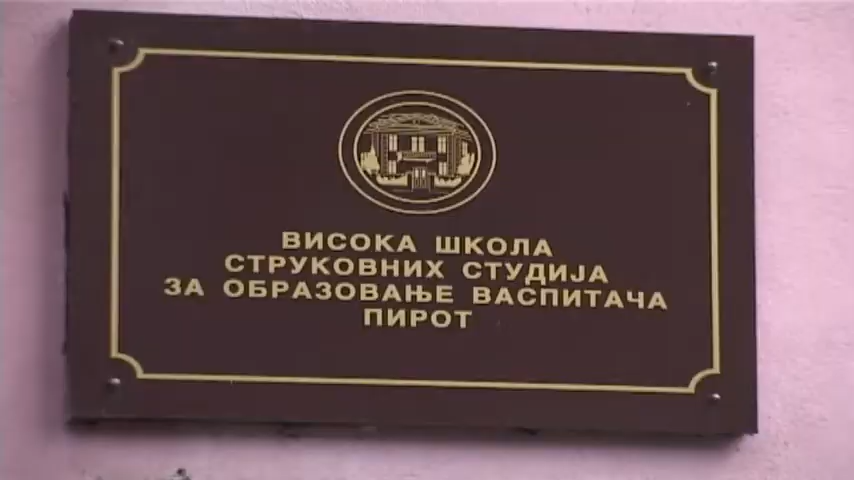 ВИСОКА ШКОЛА
СТРУКОВНИХ СТУДИЈА
ЗА ОБРАЗОВАЊЕ ВАСПИТАЧА
ПИРОТ